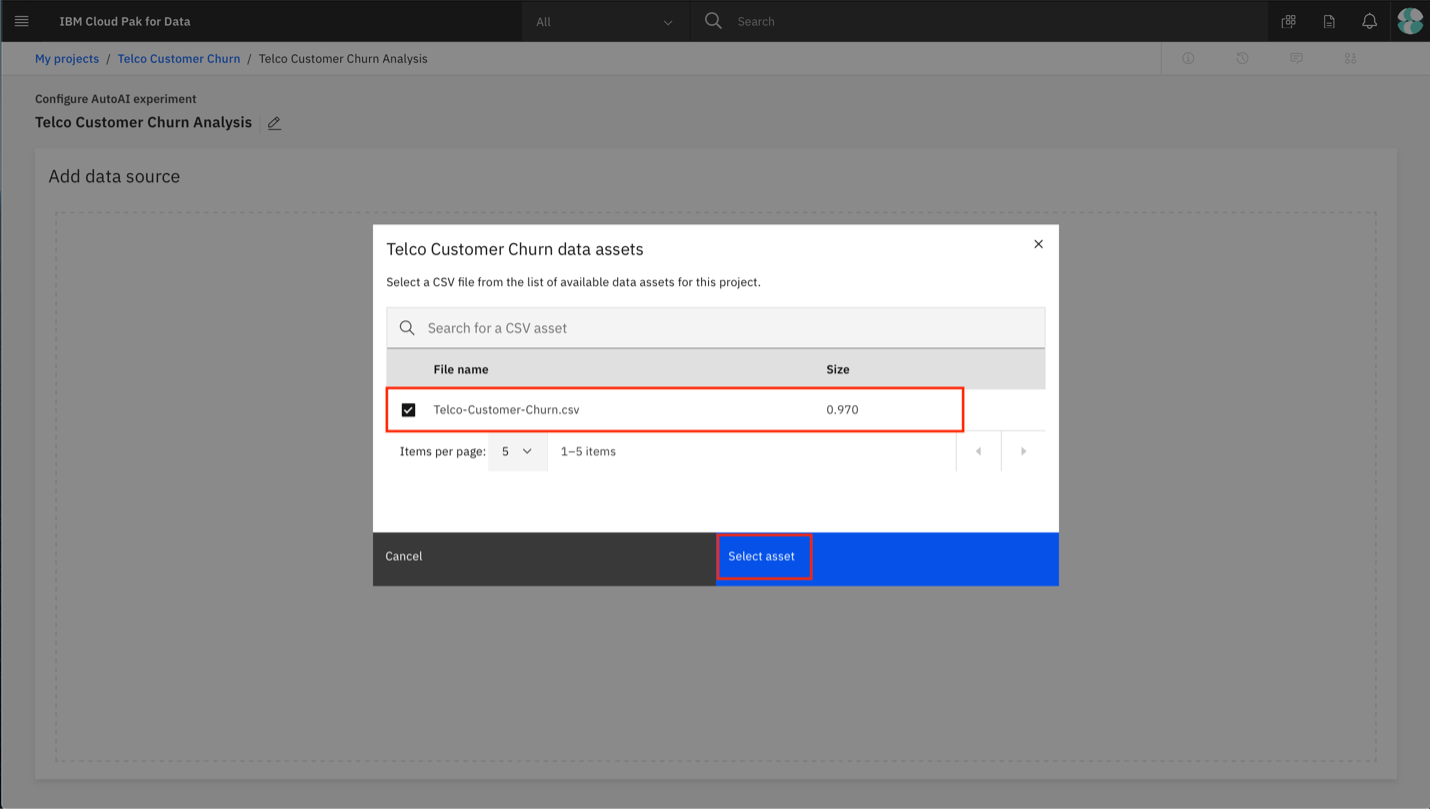 IBM Cloud Pak for Data All Search
My projects / Telco Customer Churn / Telco Customer Churn Analysis
Configure AutoAI experiment
Telco Customer Churn Analysis
Add data source
Telco Customer Churn data assets
Select a CSV file from the list of available data assets for this project.
Search for a CSV asset
File name Size
Telco-Customer-Churn.csv 0.970
Items per page: 5 1–5 items
Cancel Select asset